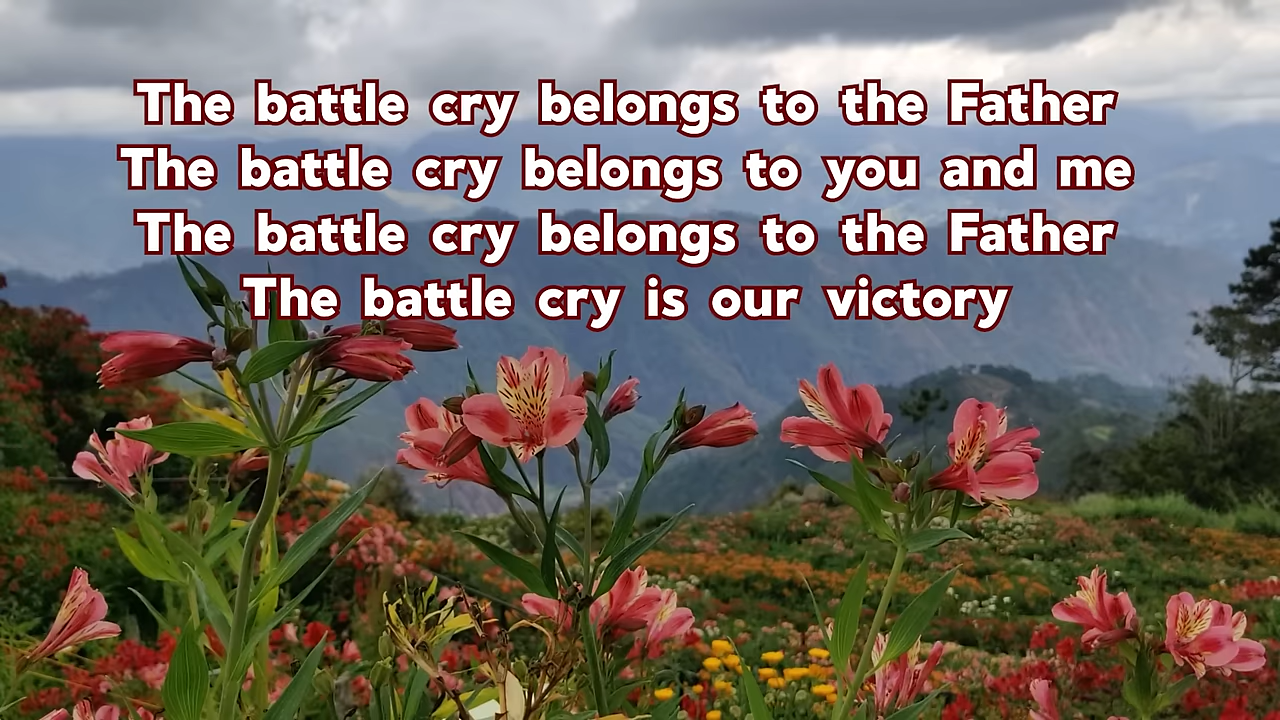 The battle cry belongs to the Father
The battle cry belongs to you and me
The battle cry belongs to the Father
The battle cry is our victory